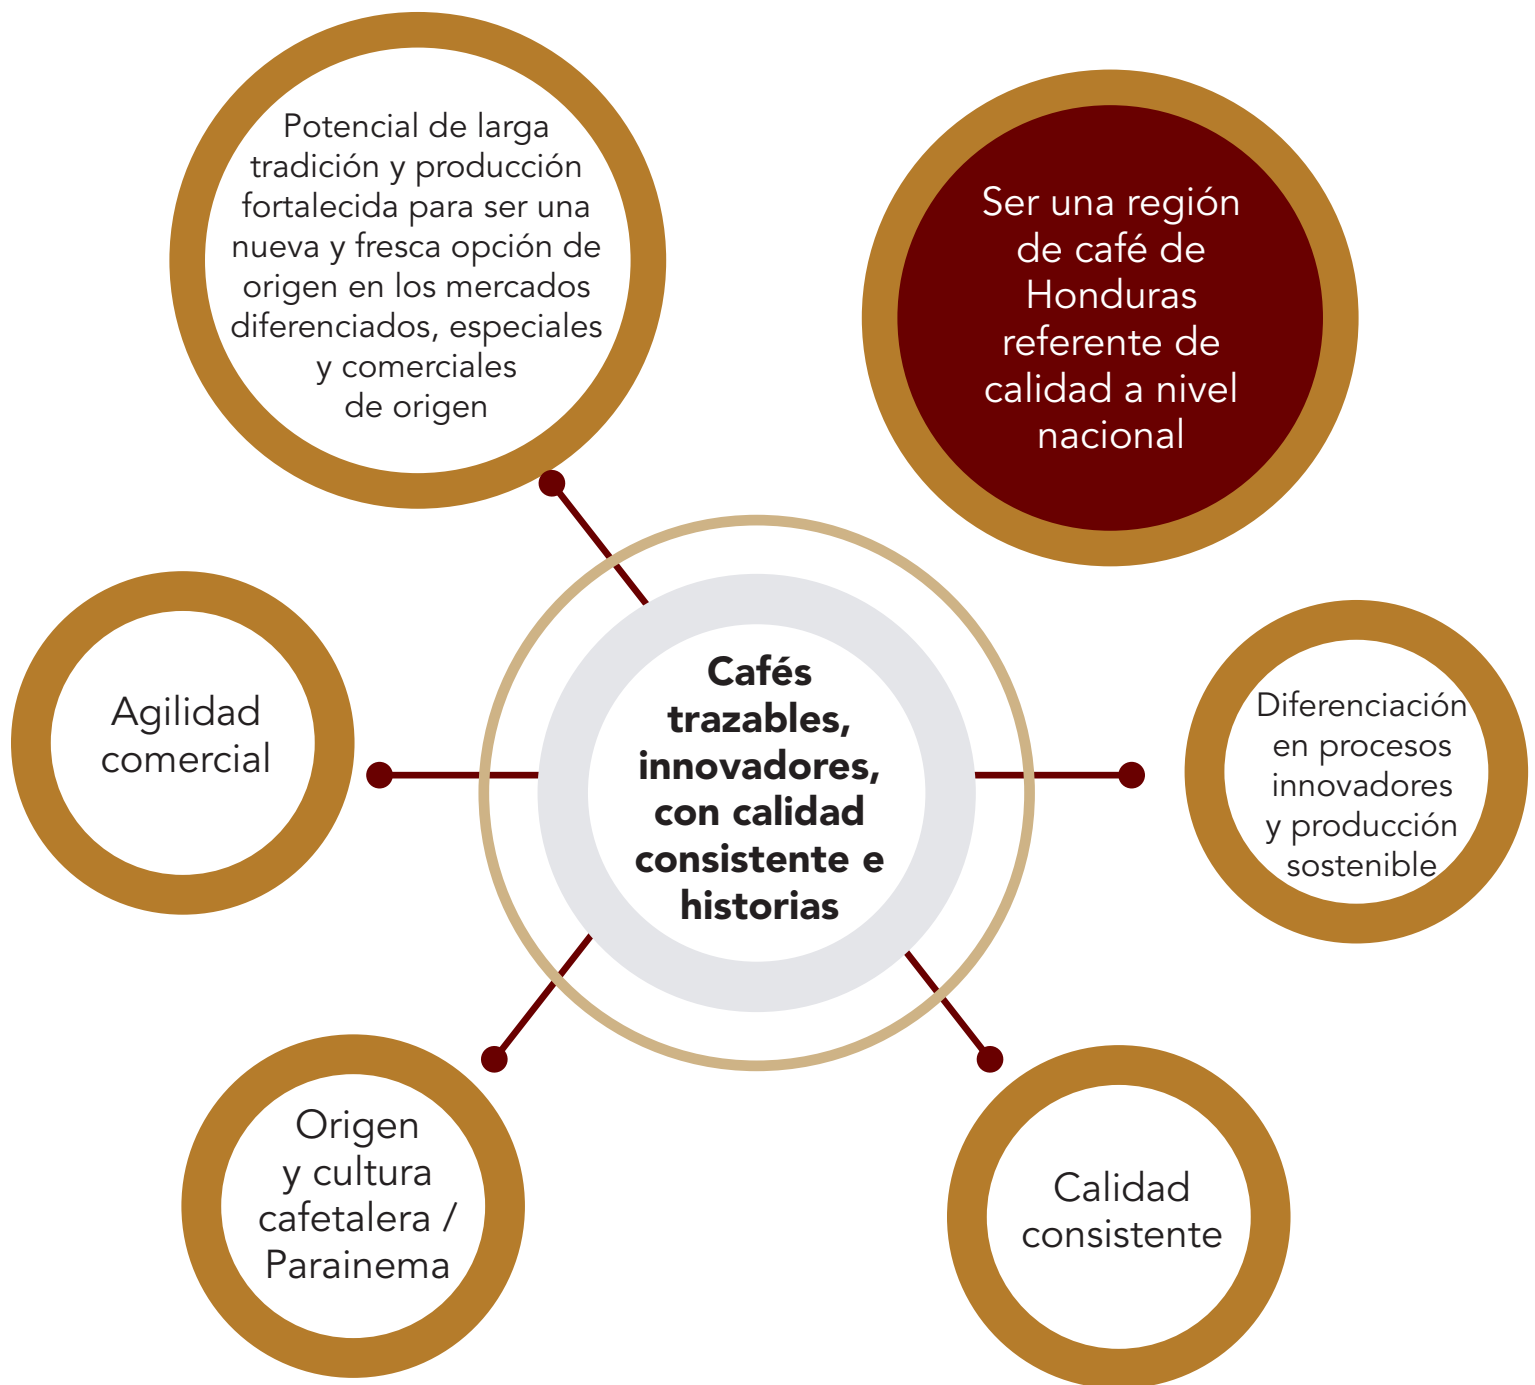 Potencial de larga
tradición y producción
fortalecida para ser una
nueva y fresca opción de
origen en los mercados
diferenciados, especiales
y comerciales
de origen
Ser una región
de café de
Honduras
referente de
calidad a nivel
nacional
Agilidad
comercial
Cafés
trazables,
innovadores,
con calidad
consistente e
historias
Diferenciación
en procesos
innovadores
y producción
sostenible
Origen
y cultura
cafetalera /
Parainema
Calidad
consistente